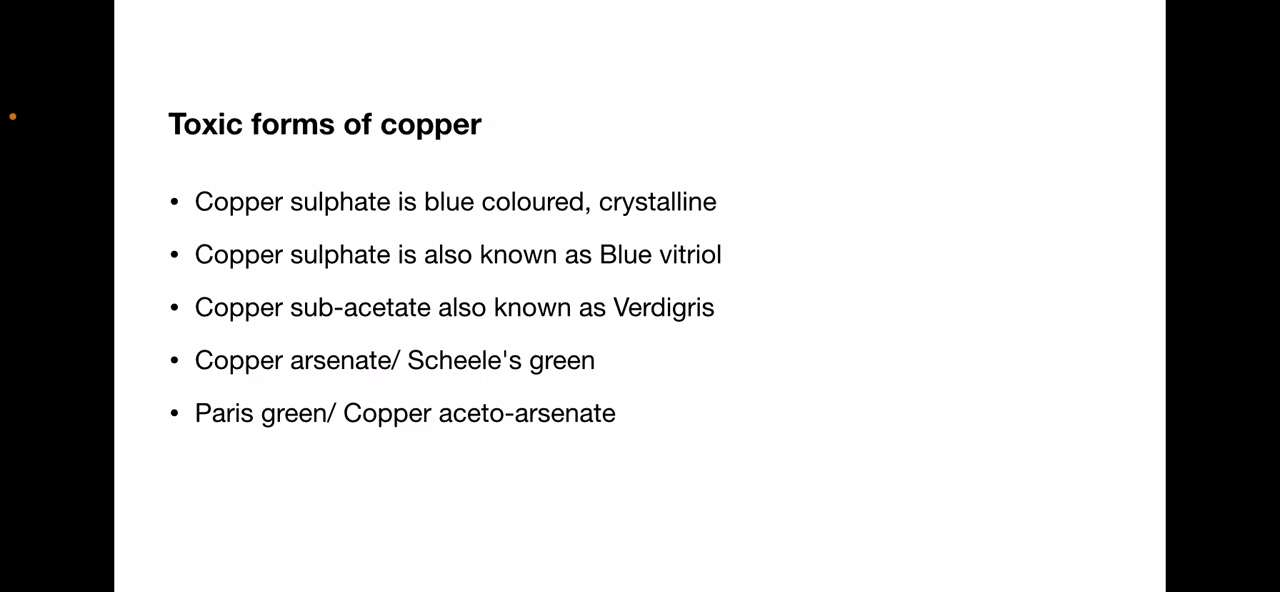 Toxic forms of copper
• Copper sulphate is blue coloured, crystalline
• Copper sulphate is also known as Blue vitriol
• Copper sub-acetate also known as Verdigris
• Copper arsenate/ Scheele's green
• Paris green/ Copper aceto-arsenate